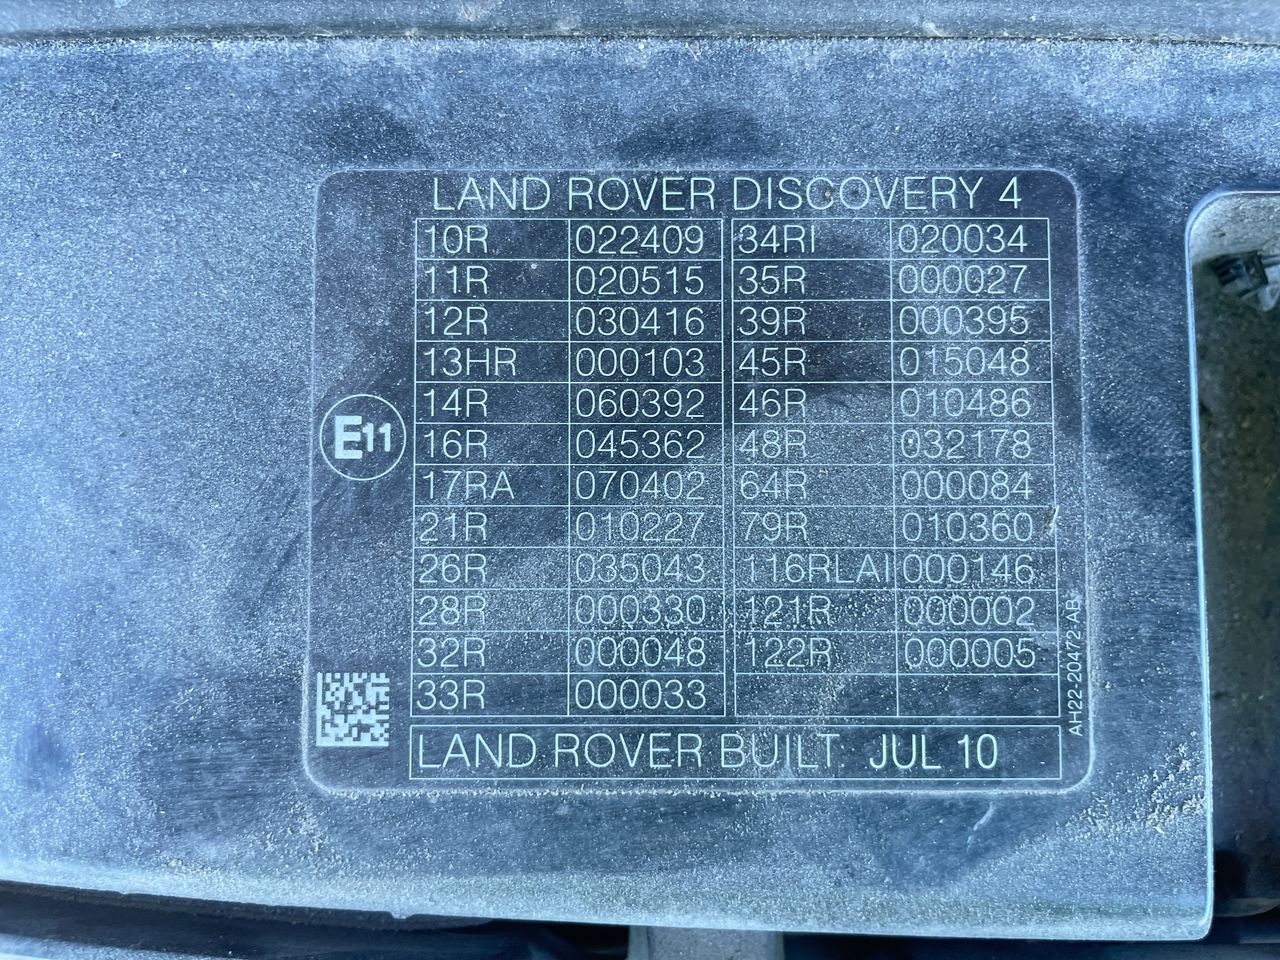 LAND ROVER DISCOVERY 4
10R 022409 34RI 020034
11R 020515 35R 000027
12R 030416 39R 000395
13HR 000103 45R 015048
14R 060392 46R 010486
16R 045362 48R 032178
17RA 070402 64R 000084
21R 010227 79R 010360
26R 035043 116RLAI 000146
28R 000330 121R 000002
32R 000048 122R 000005
33R 000033
E11
LAND ROVER BUILT: JUL 10
AH22-20472-AB